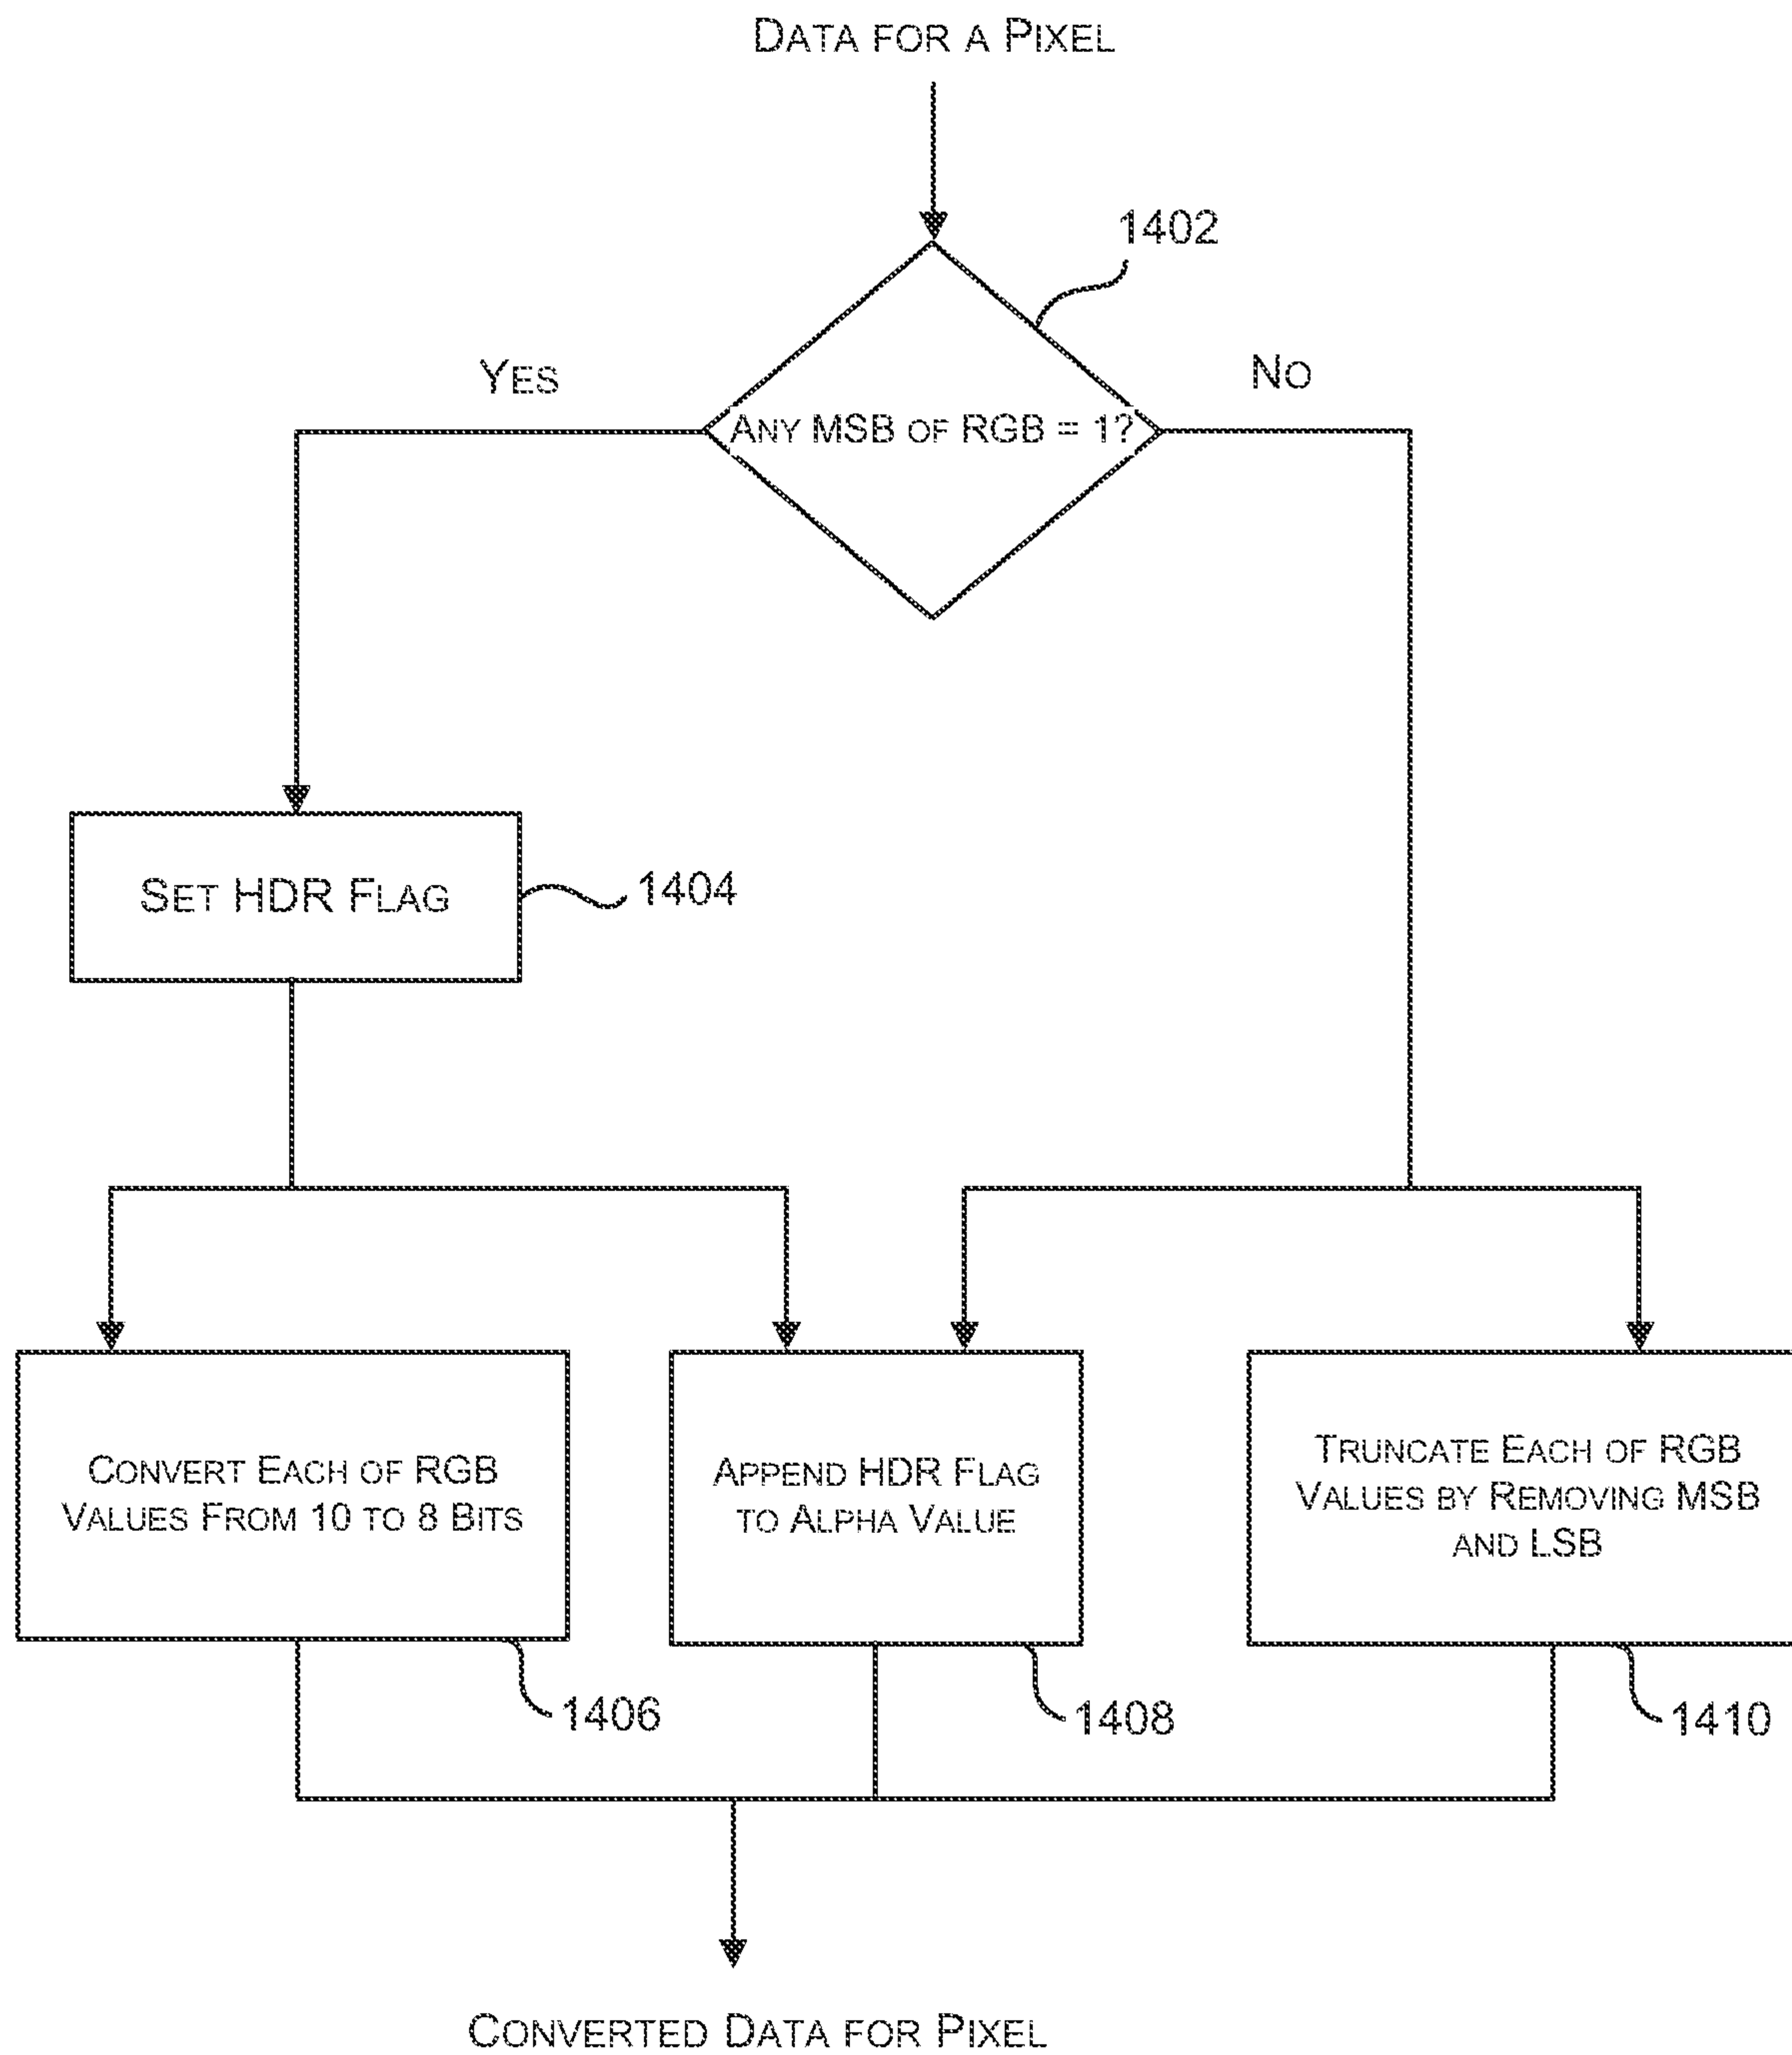 DATA FOR A PIXEL
1402
YES
NO
ANY MSB OF RGB = 1?
SET HDR FLAG
1404
CONVERT EACH OF RGB
VALUES FROM 10 TO 8 BITS
APPEND HDR FLAG
TO ALPHA VALUE
TRUNCATE EACH OF RGB
VALUES BY REMOVING MSB
AND LSB
1406
1408
1410
CONVERTED DATA FOR PIXEL